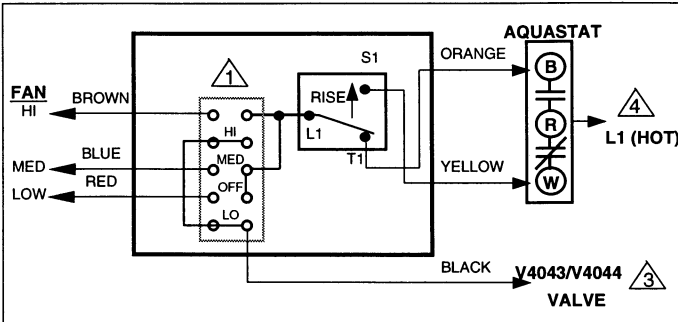 AQUASTAT
S1
ORANGE
B
1
FAN
HI
BROWN
RISE
R
4
HI
L1
L1 (HOT)
BLUE
MED
MED
T1
YELLOW
RED
OFF
LOW
W
LO
BLACK
V4043/V4044
VALVE
3